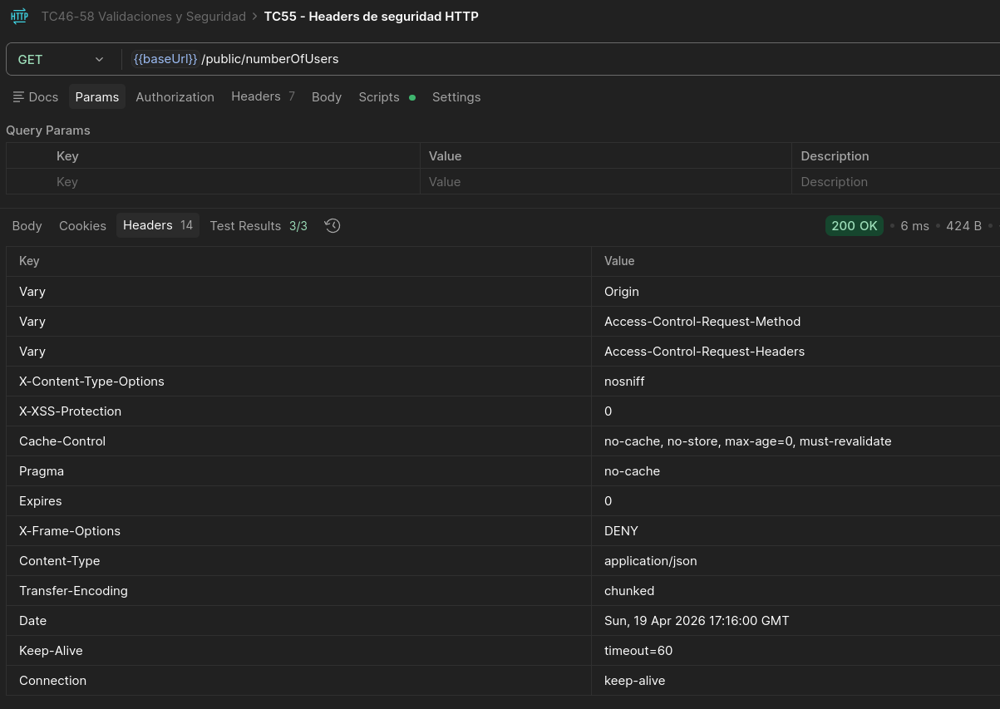 HTTP TC46-58 Validaciones y Seguridad > TC55 - Headers de seguridad HTTP
GET {{baseUrl}} /public/numberOfUsers
Docs Params Authorization Headers 7 Body Scripts Settings
Query Params
Key Value Description
Key Value Description
Body Cookies Headers 14 Test Results 3/3 200 OK • 6 ms • 424 B •
Key Value
Vary Origin
Vary Access-Control-Request-Method
Vary Access-Control-Request-Headers
X-Content-Type-Options nosniff
X-XSS-Protection 0
Cache-Control no-cache, no-store, max-age=0, must-revalidate
Pragma no-cache
Expires 0
X-Frame-Options DENY
Content-Type application/json
Transfer-Encoding chunked
Date Sun, 19 Apr 2026 17:16:00 GMT
Keep-Alive timeout=60
Connection keep-alive